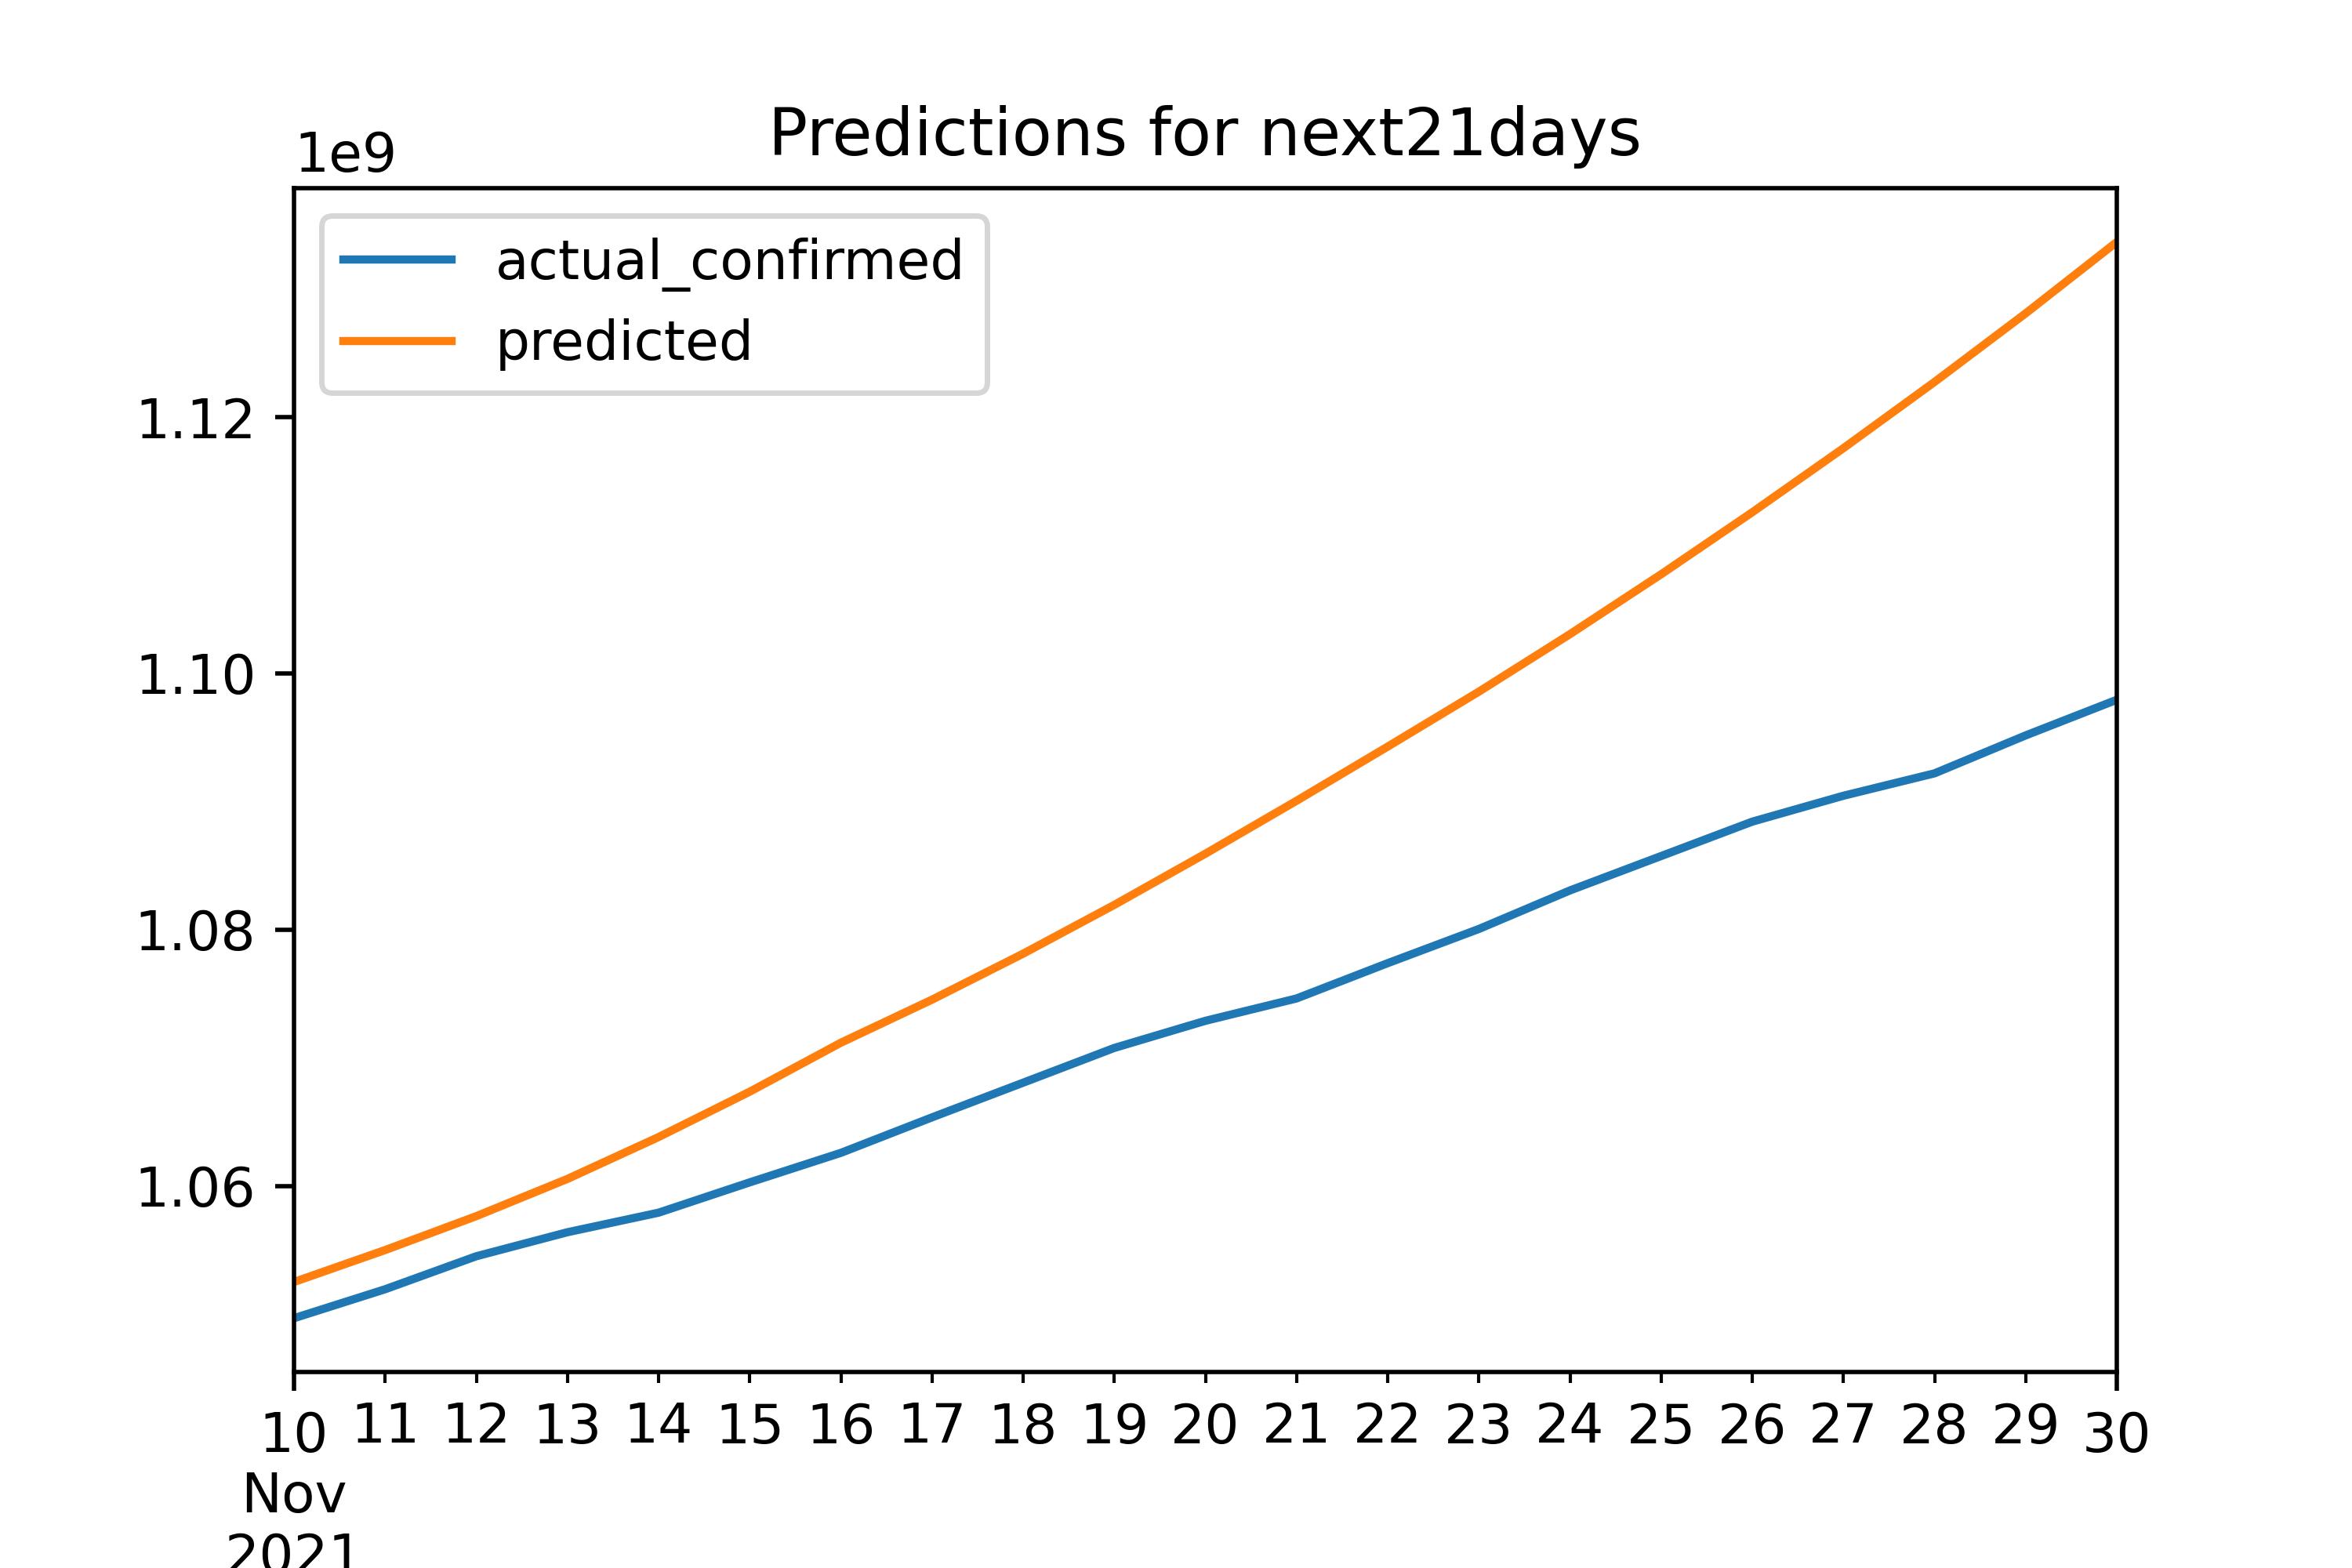 Predictions for next21days
1e9
actual_confirmed
predicted
1.12
1.10
1.08
1.06
10 11 12 13 14 15 16 17 18 19 20 21 22 23 24 25 26 27 28 29 30
Nov
2021